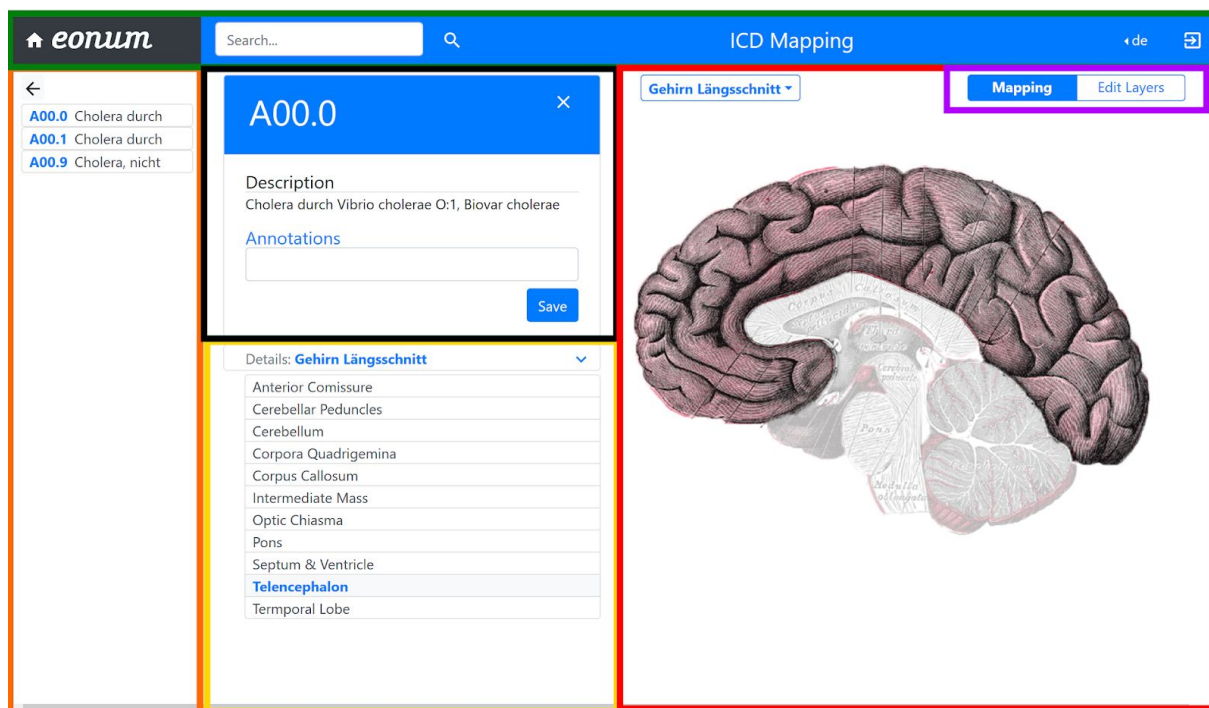 eonum
Search...
ICD Mapping
de
A00.0 Cholera durch
A00.1 Cholera durch
A00.9 Cholera, nicht
A00.0
Description
Cholera durch Vibrio cholerae O:1, Biovar cholerae
Annotations
Save
Details: Gehirn Längsschnitt
Anterior Comissure
Cerebellar Peduncles
Cerebellum
Corpora Quadrigemina
Corpus Callosum
Intermediate Mass
Optic Chiasma
Pons
Septum & Ventricle
Telencephalon
Termporal Lobe
Gehirn Längsschnitt
Mapping Edit Layers
Corpus Callosum
Pons
Medulla